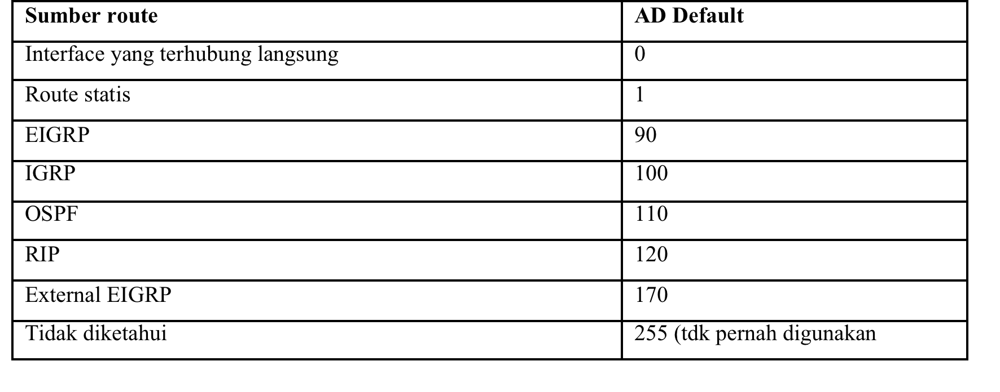 Sumber route AD Default
Interface yang terhubung langsung 0
Route statis 1
EIGRP 90
IGRP 100
OSPF 110
RIP 120
External EIGRP 170
Tidak diketahui 255 (tdk pernah digunakan